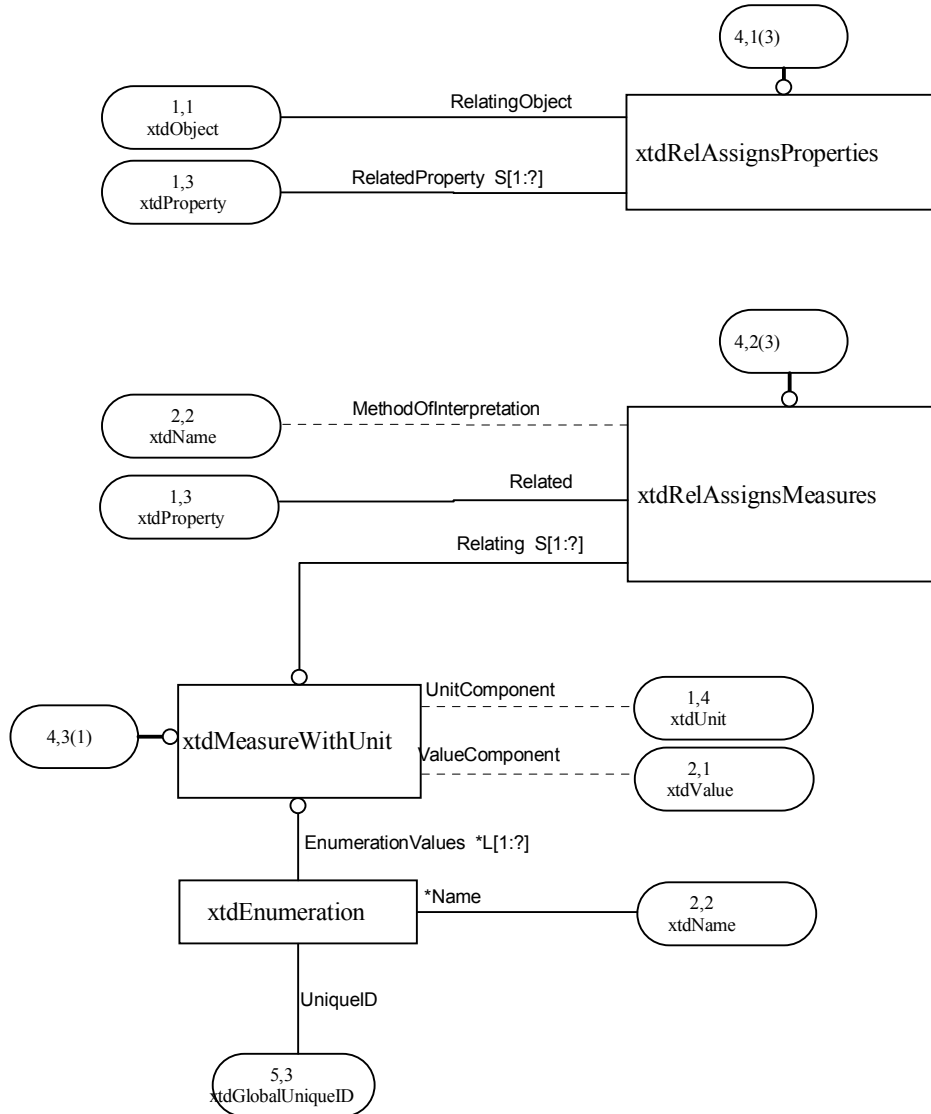 4,1(3)
1,1
xtdObject
RelatingObject
xtdRelAssignsProperties
1,3
xtdProperty
RelatedProperty S[1:?]
4,2(3)
2,2
xtdName
MethodOfInterpretation
xtdRelAssignsMeasures
1,3
xtdProperty
Related
Relating S[1:?]
4,3(1)
xtdMeasureWithUnit
UnitComponent
1,4
xtdUnit
ValueComponent
2,1
xtdValue
EnumerationValues *L[1:?]
xtdEnumeration
*Name
2,2
xtdName
UniqueID
5,3
xtdGlobalUniqueID